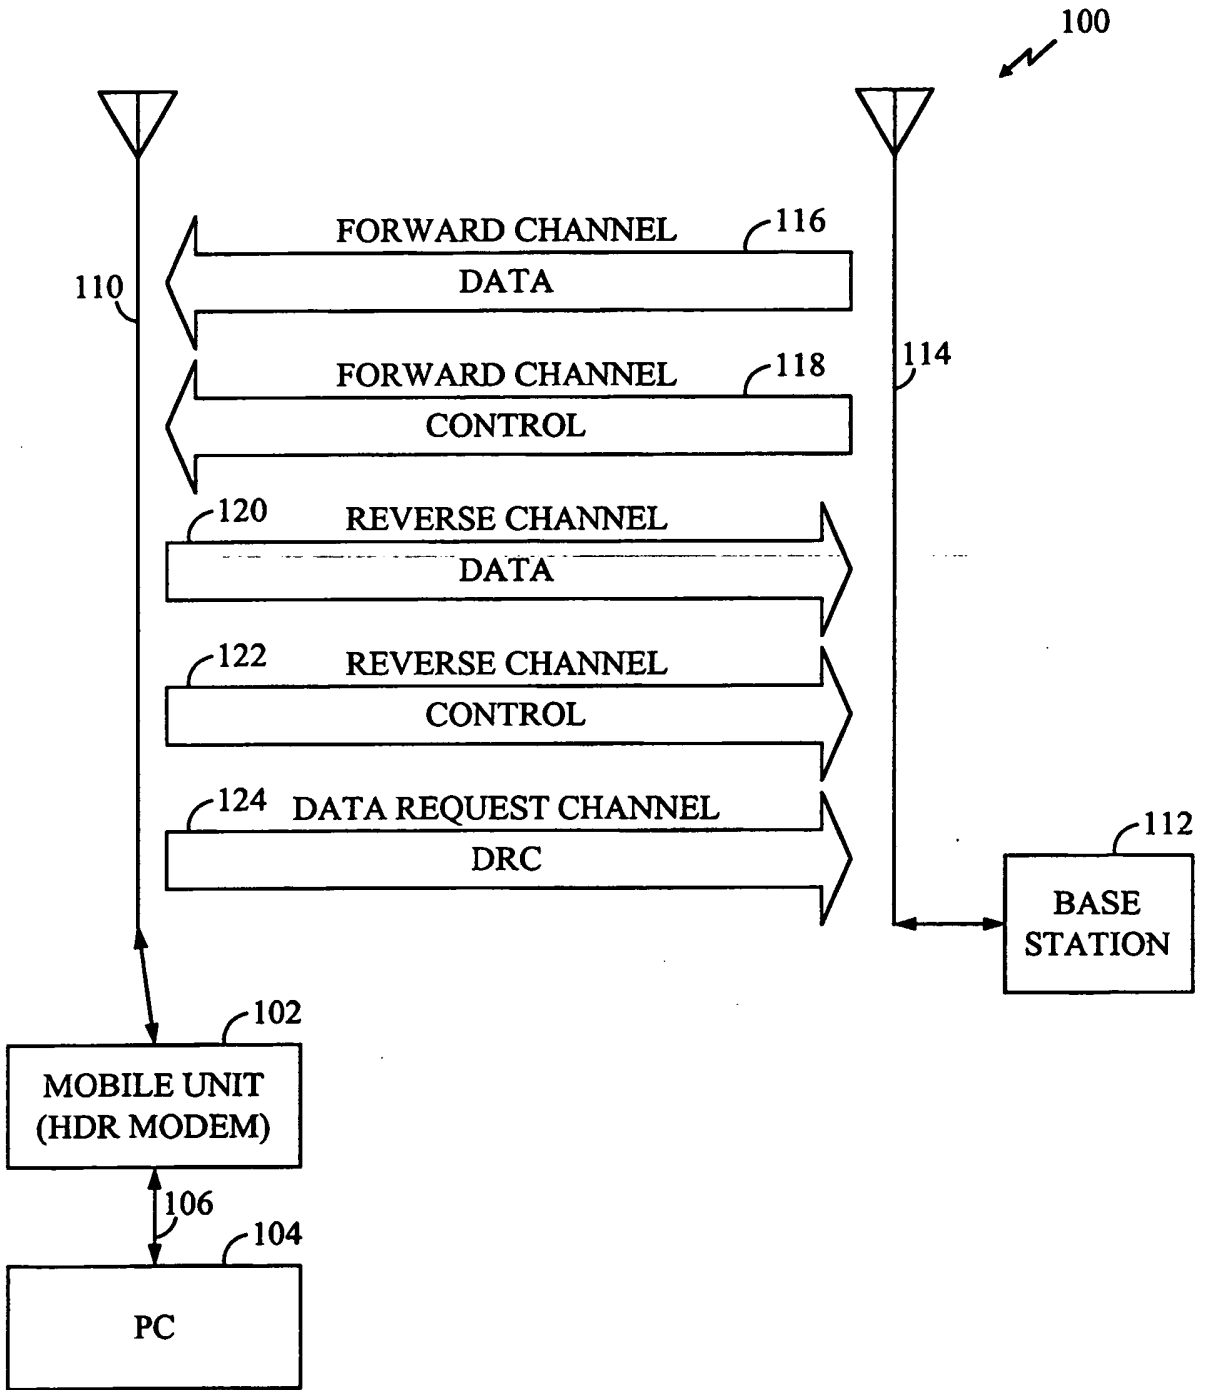 100
FORWARD CHANNEL
116
DATA
110
FORWARD CHANNEL
118
114
CONTROL
120
REVERSE CHANNEL
DATA
122
REVERSE CHANNEL
CONTROL
124
DATA REQUEST CHANNEL
DRC
112
BASE
STATION
102
MOBILE UNIT
(HDR MODEM)
106
104
PC